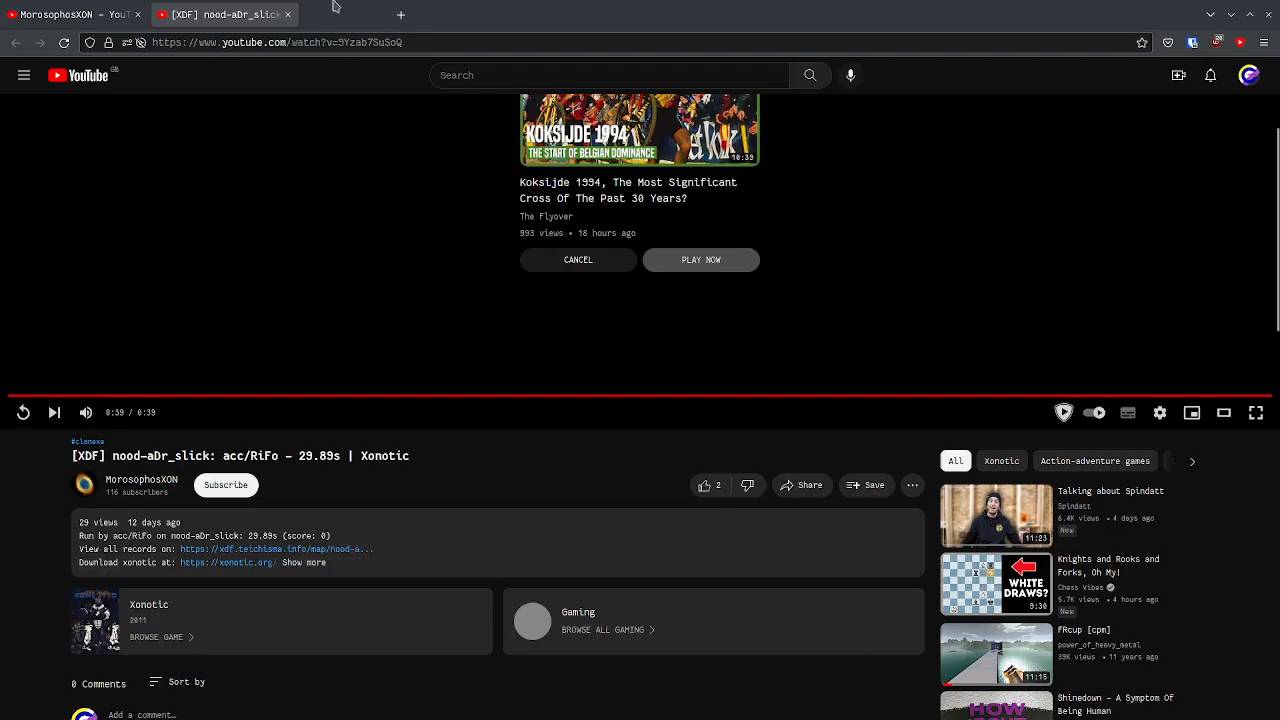 MorosophosXON – YouT
[XDF] nood-aDr_slick
https://www.youtube.com/watch?v=9Yzab7SuSoQ
28
YouTube GB
Search
KOKSIJDE 1994
THE START OF BELGIAN DOMINANCE
10:39
Koksijde 1994, The Most Significant
Cross Of The Past 30 Years?
The Flyover
993 views • 18 hours ago
CANCEL
PLAY NOW
0:39 / 0:39
#clanexe
[XDF] nood-aDr_slick: acc/RiFo – 29.89s | Xonotic
MorosophosXON
116 subscribers
Subscribe
2
Share
Save
29 views 12 days ago
Run by acc/RiFo on nood-aDr_slick: 29.89s (score: 0)
View all records on: https://xdf.teichisma.info/map/nood-a...
Download xonotic at: https://xonotic.org/ Show more
Xonotic
2011
BROWSE GAME
Gaming
BROWSE ALL GAMING
0 Comments
Sort by
Add a comment…
All
Xonotic
Action-adventure games
11:23
Talking about Spindatt
Spindatt
6.4K views • 4 days ago
New
WHITE
DRAWS?
9:30
Knights and Rooks and
Forks, Oh My!
Chess Vibes
5.7K views • 4 hours ago
New
11:15
FRcup [cpm]
power_of_heavy_metal
39K views • 11 years ago
HOW
Shinedown – A Symptom Of
Being Human